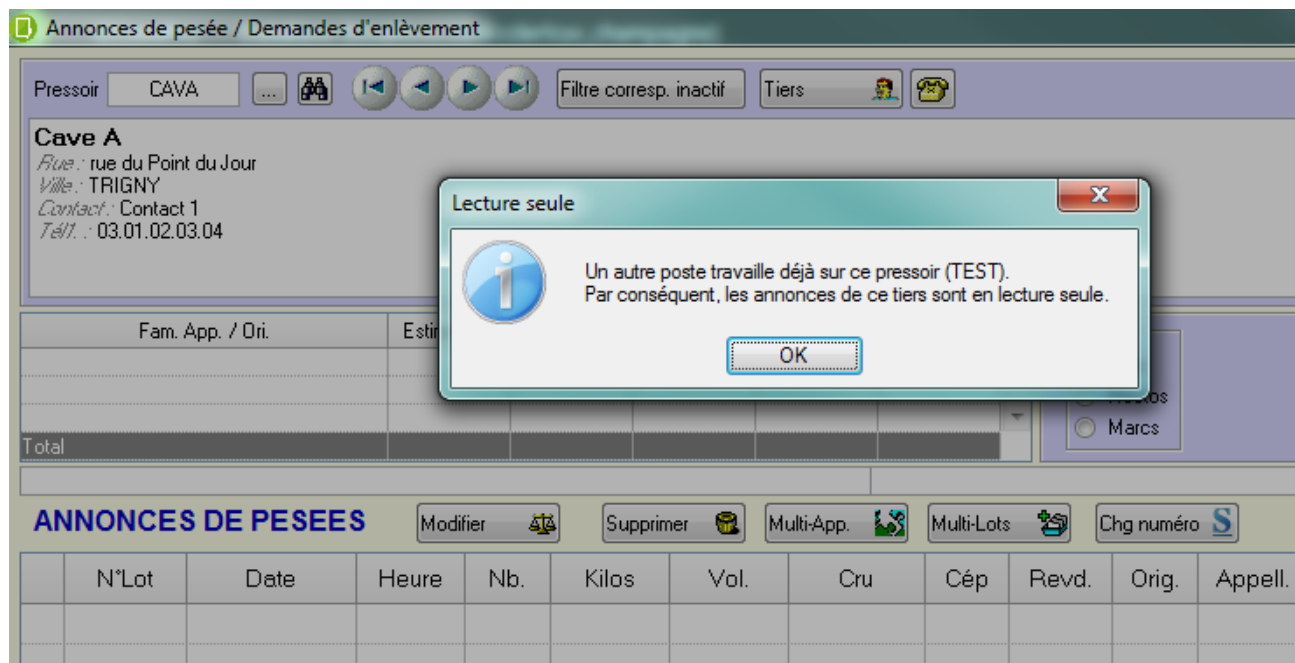 Annonces de pesée / Demandes d'enlèvement
Pressoir CAVA ... Filtre corresp. inactif Tiers
Cave A
Rue : rue du Point du Jour
Ville : TRIGNY
Contact : Contact 1
Tél1. : 03.01.02.03.04
Lecture seule
Un autre poste travaille déjà sur ce pressoir (TEST).
Par conséquent, les annonces de ce tiers sont en lecture seule.
OK
Fam. App. / Ori.
Marcs
Total
ANNONCES DE PESEES Modifier Supprimer Multi-App. Multi-Lots Chg numéro S
N°Lot Date Heure Nb. Kilos Vol. Cru Cép Revd. Orig. Appell.